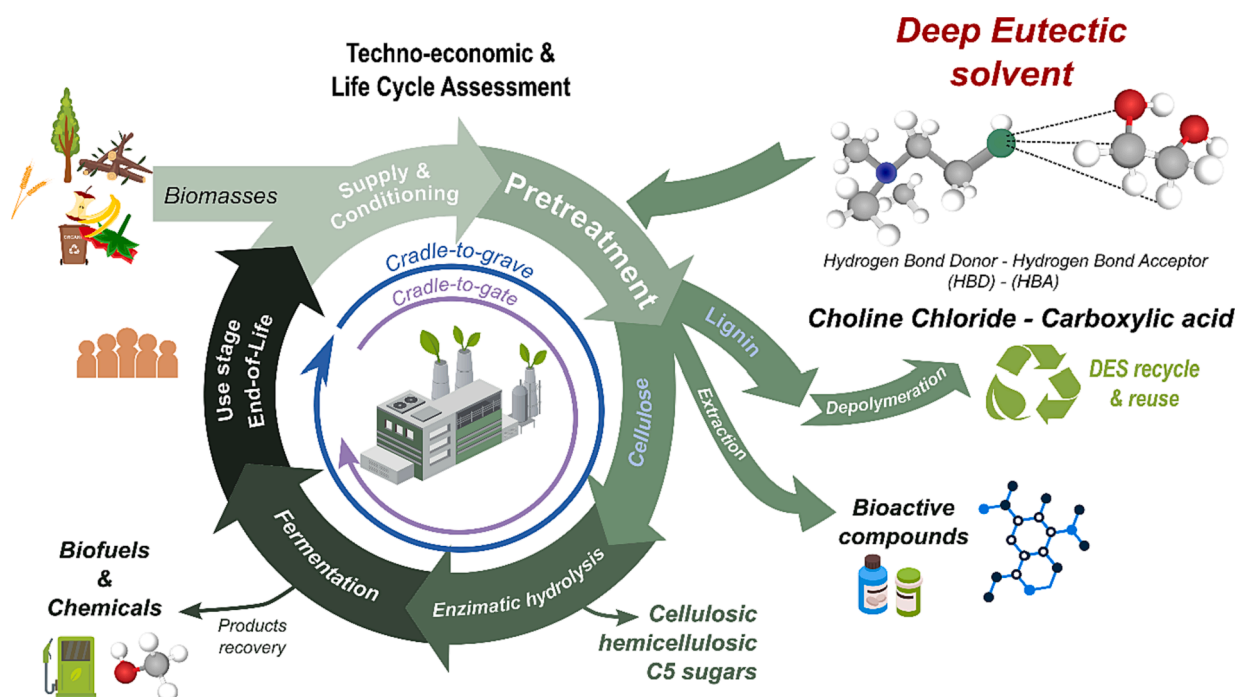 Techno-economic &
Life Cycle Assessment
Deep Eutectic
solvent
Biomasses
Supply &
Conditioning
Pretreatment
Hydrogen Bond Donor - Hydrogen Bond Acceptor
(HBD) - (HBA)
Choline Chloride - Carboxylic acid
Cradle-to-grave
Cradle-to-gate
Lignin
Depolymeration
DES recycle
& reuse
Cellulose
Extraction
Bioactive
compounds
Use stage
End-of-Life
Fermentation
Enzimatic hydrolysis
Cellulosic
hemicellulosic
C5 sugars
Biofuels
&
Chemicals
Products
recovery